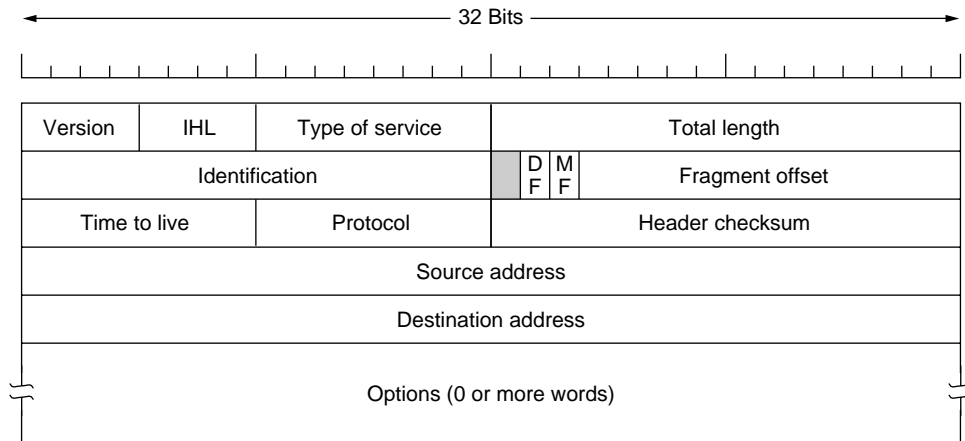 32 Bits
Version IHL Type of service Total length
Identification D F M F Fragment offset
Time to live Protocol Header checksum
Source address
Destination address
Options (0 or more words)